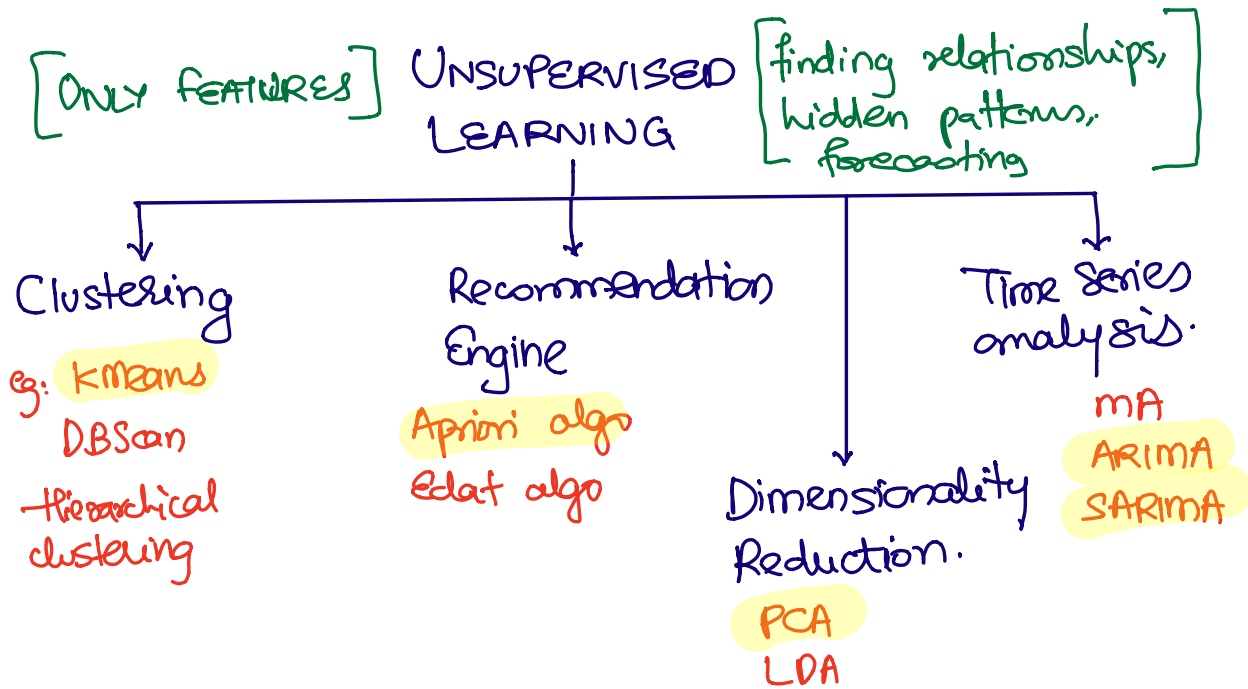 [ONLY FEATURES]
UNSUPERVISED
LEARNING
[finding relationships,
hidden patterns,
forecasting]
Clustering
eg: KMeans
DBScan
Hierarchical
clustering
Recommendation
Engine
Apriori algo
Edat algo
Dimensionality
Reduction.
PCA
LDA
Time Series
analysis.
MA
ARIMA
SARIMA